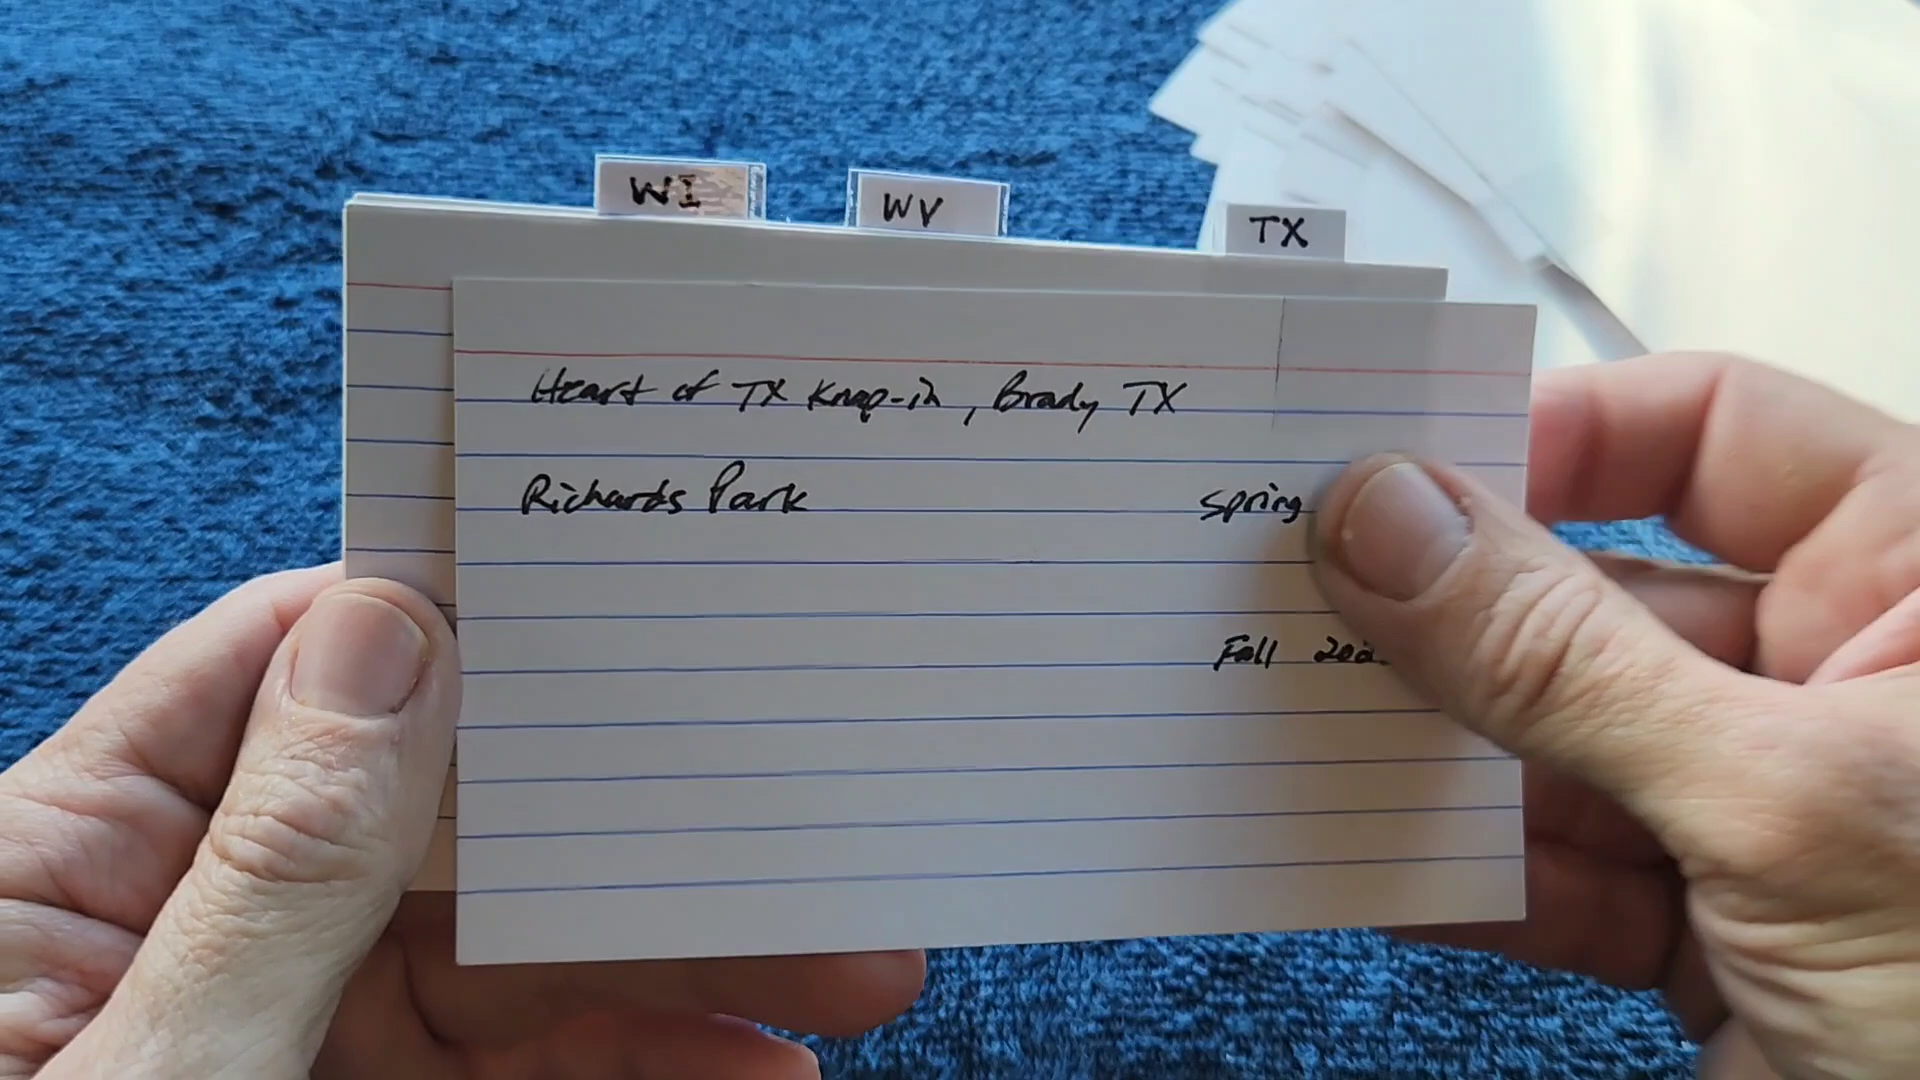 WI WV TX
Heart of TX Knap-in, Brady TX
Richards Park Spring
Fall